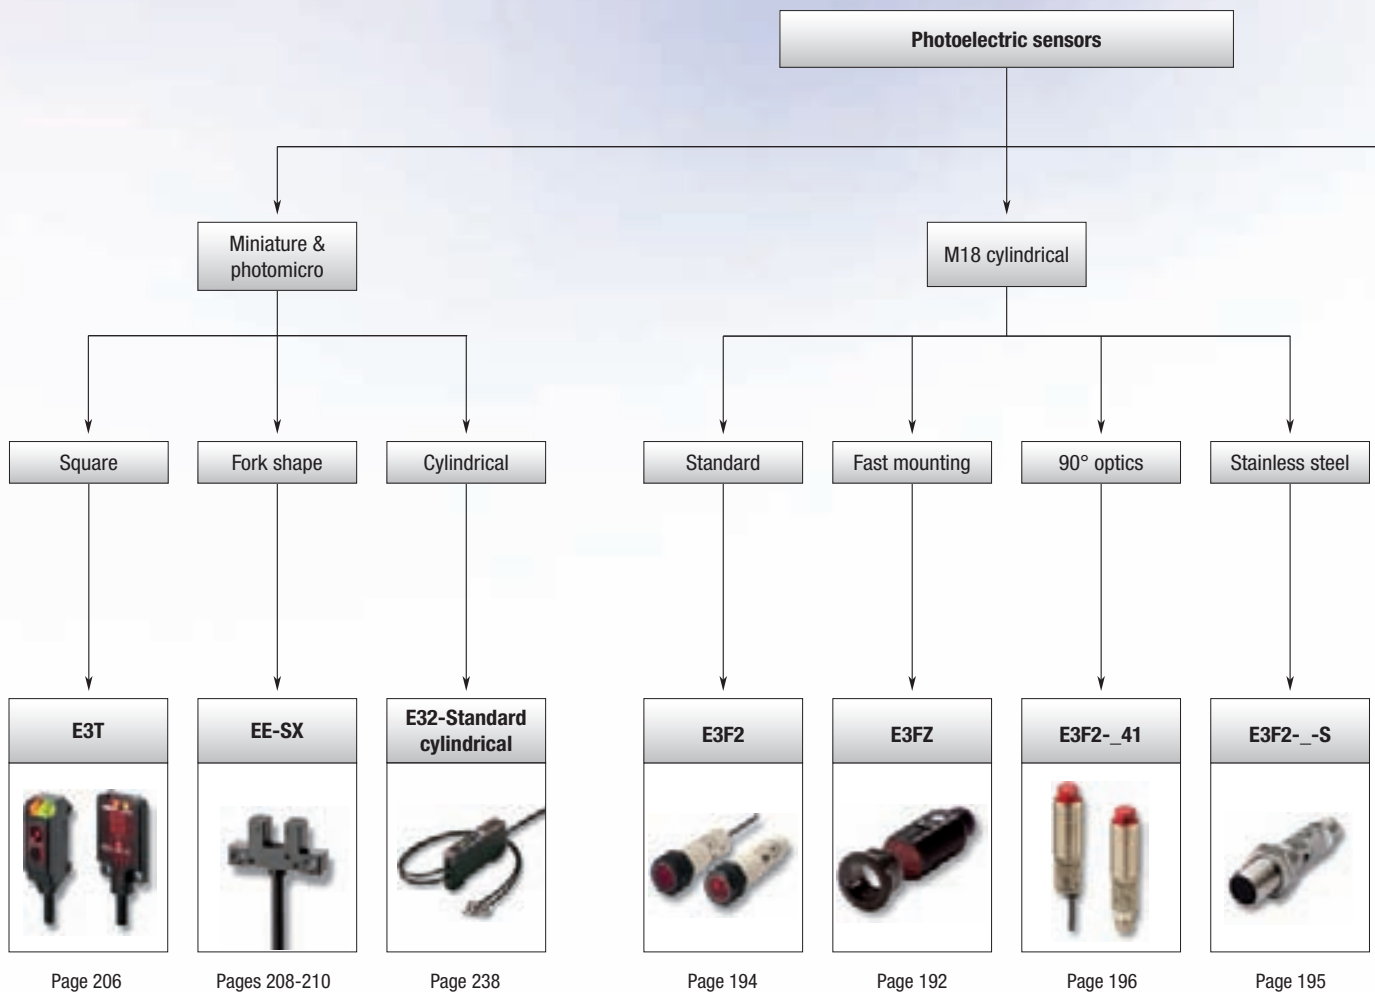 Photoelectric sensors
Miniature &
photomicro
M18 cylindrical
Square
Fork shape
Cylindrical
Standard
Fast mounting
90° optics
Stainless steel
E3T
EE-SX
E32-Standard
cylindrical
E3F2
E3FZ
E3F2-_41
E3F2-_-S
Page 206
Pages 208-210
Page 238
Page 194
Page 192
Page 196
Page 195